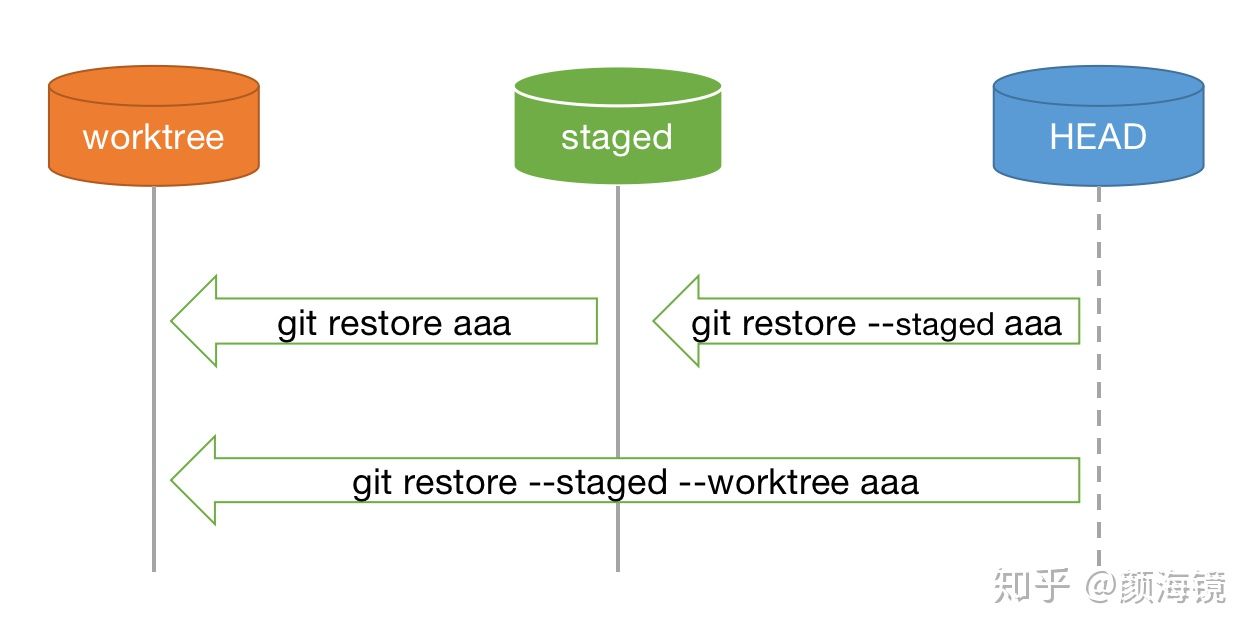 worktree
staged
HEAD
git restore aaa
git restore --staged aaa
git restore --staged --worktree aaa
知乎 @颜海镜